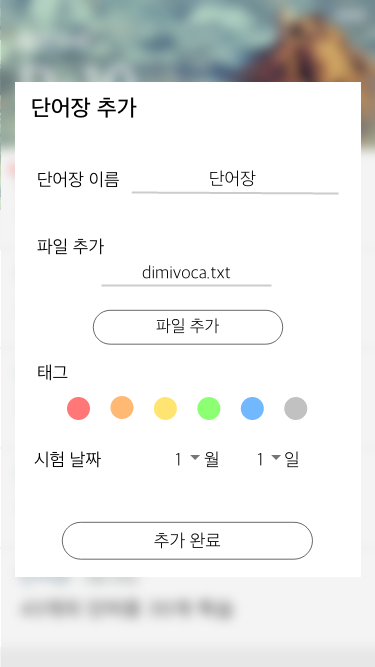 단어장 추가
단어장 이름 단어장
파일 추가
dimivoca.txt
파일 추가
태그
시험 날짜 1 월 1 일
추가 완료